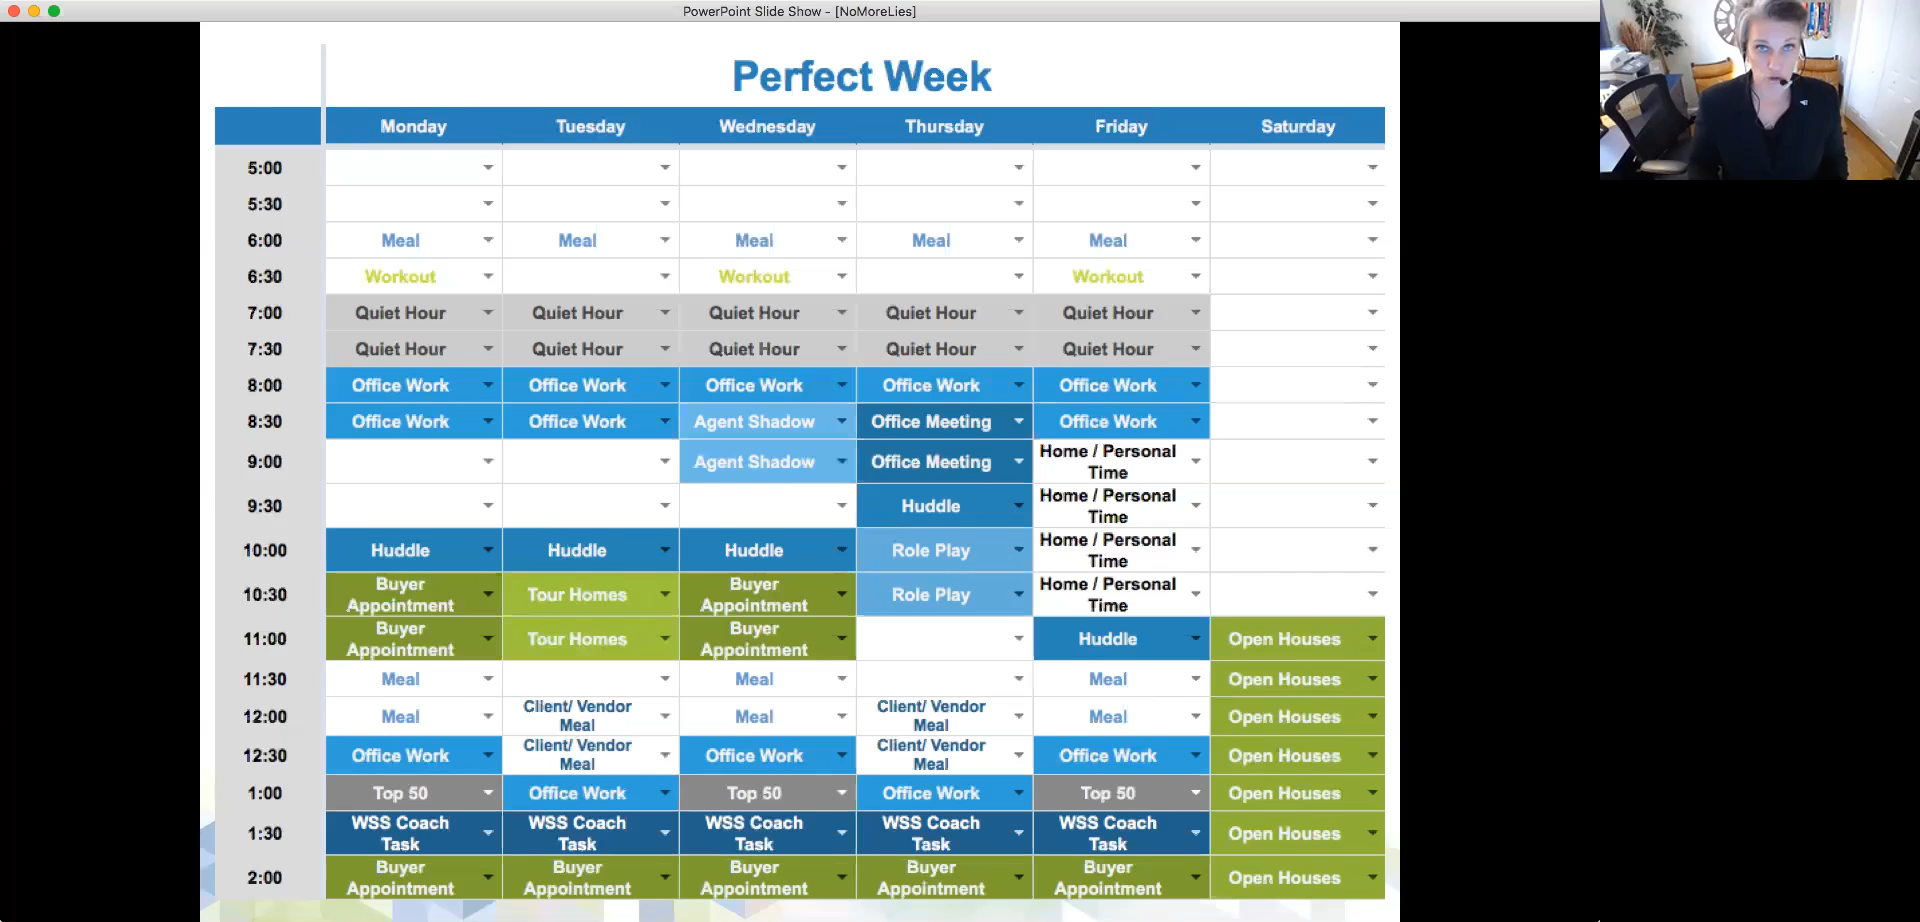 PowerPoint Slide Show - [NoMoreLies]
Perfect Week
Monday Tuesday Wednesday Thursday Friday Saturday
5:00
5:30
6:00 Meal Meal Meal Meal Meal
6:30 Workout Workout Workout
7:00 Quiet Hour Quiet Hour Quiet Hour Quiet Hour Quiet Hour
7:30 Quiet Hour Quiet Hour Quiet Hour Quiet Hour Quiet Hour
8:00 Office Work Office Work Office Work Office Work Office Work
8:30 Office Work Office Work Agent Shadow Office Meeting Office Work
9:00 Agent Shadow Office Meeting Home / Personal Time
9:30 Huddle Home / Personal Time
10:00 Huddle Huddle Huddle Role Play Home / Personal Time
10:30 Buyer Appointment Tour Homes Buyer Appointment Role Play Home / Personal Time
11:00 Buyer Appointment Tour Homes Buyer Appointment Huddle Open Houses
11:30 Meal Meal Meal Open Houses
12:00 Meal Client/ Vendor Meal Meal Client/ Vendor Meal Meal Open Houses
12:30 Office Work Client/ Vendor Meal Office Work Client/ Vendor Meal Office Work Open Houses
1:00 Top 50 Office Work Top 50 Office Work Top 50 Open Houses
1:30 WSS Coach Task WSS Coach Task WSS Coach Task WSS Coach Task WSS Coach Task Open Houses
2:00 Buyer Appointment Buyer Appointment Buyer Appointment Buyer Appointment Buyer Appointment Open Houses